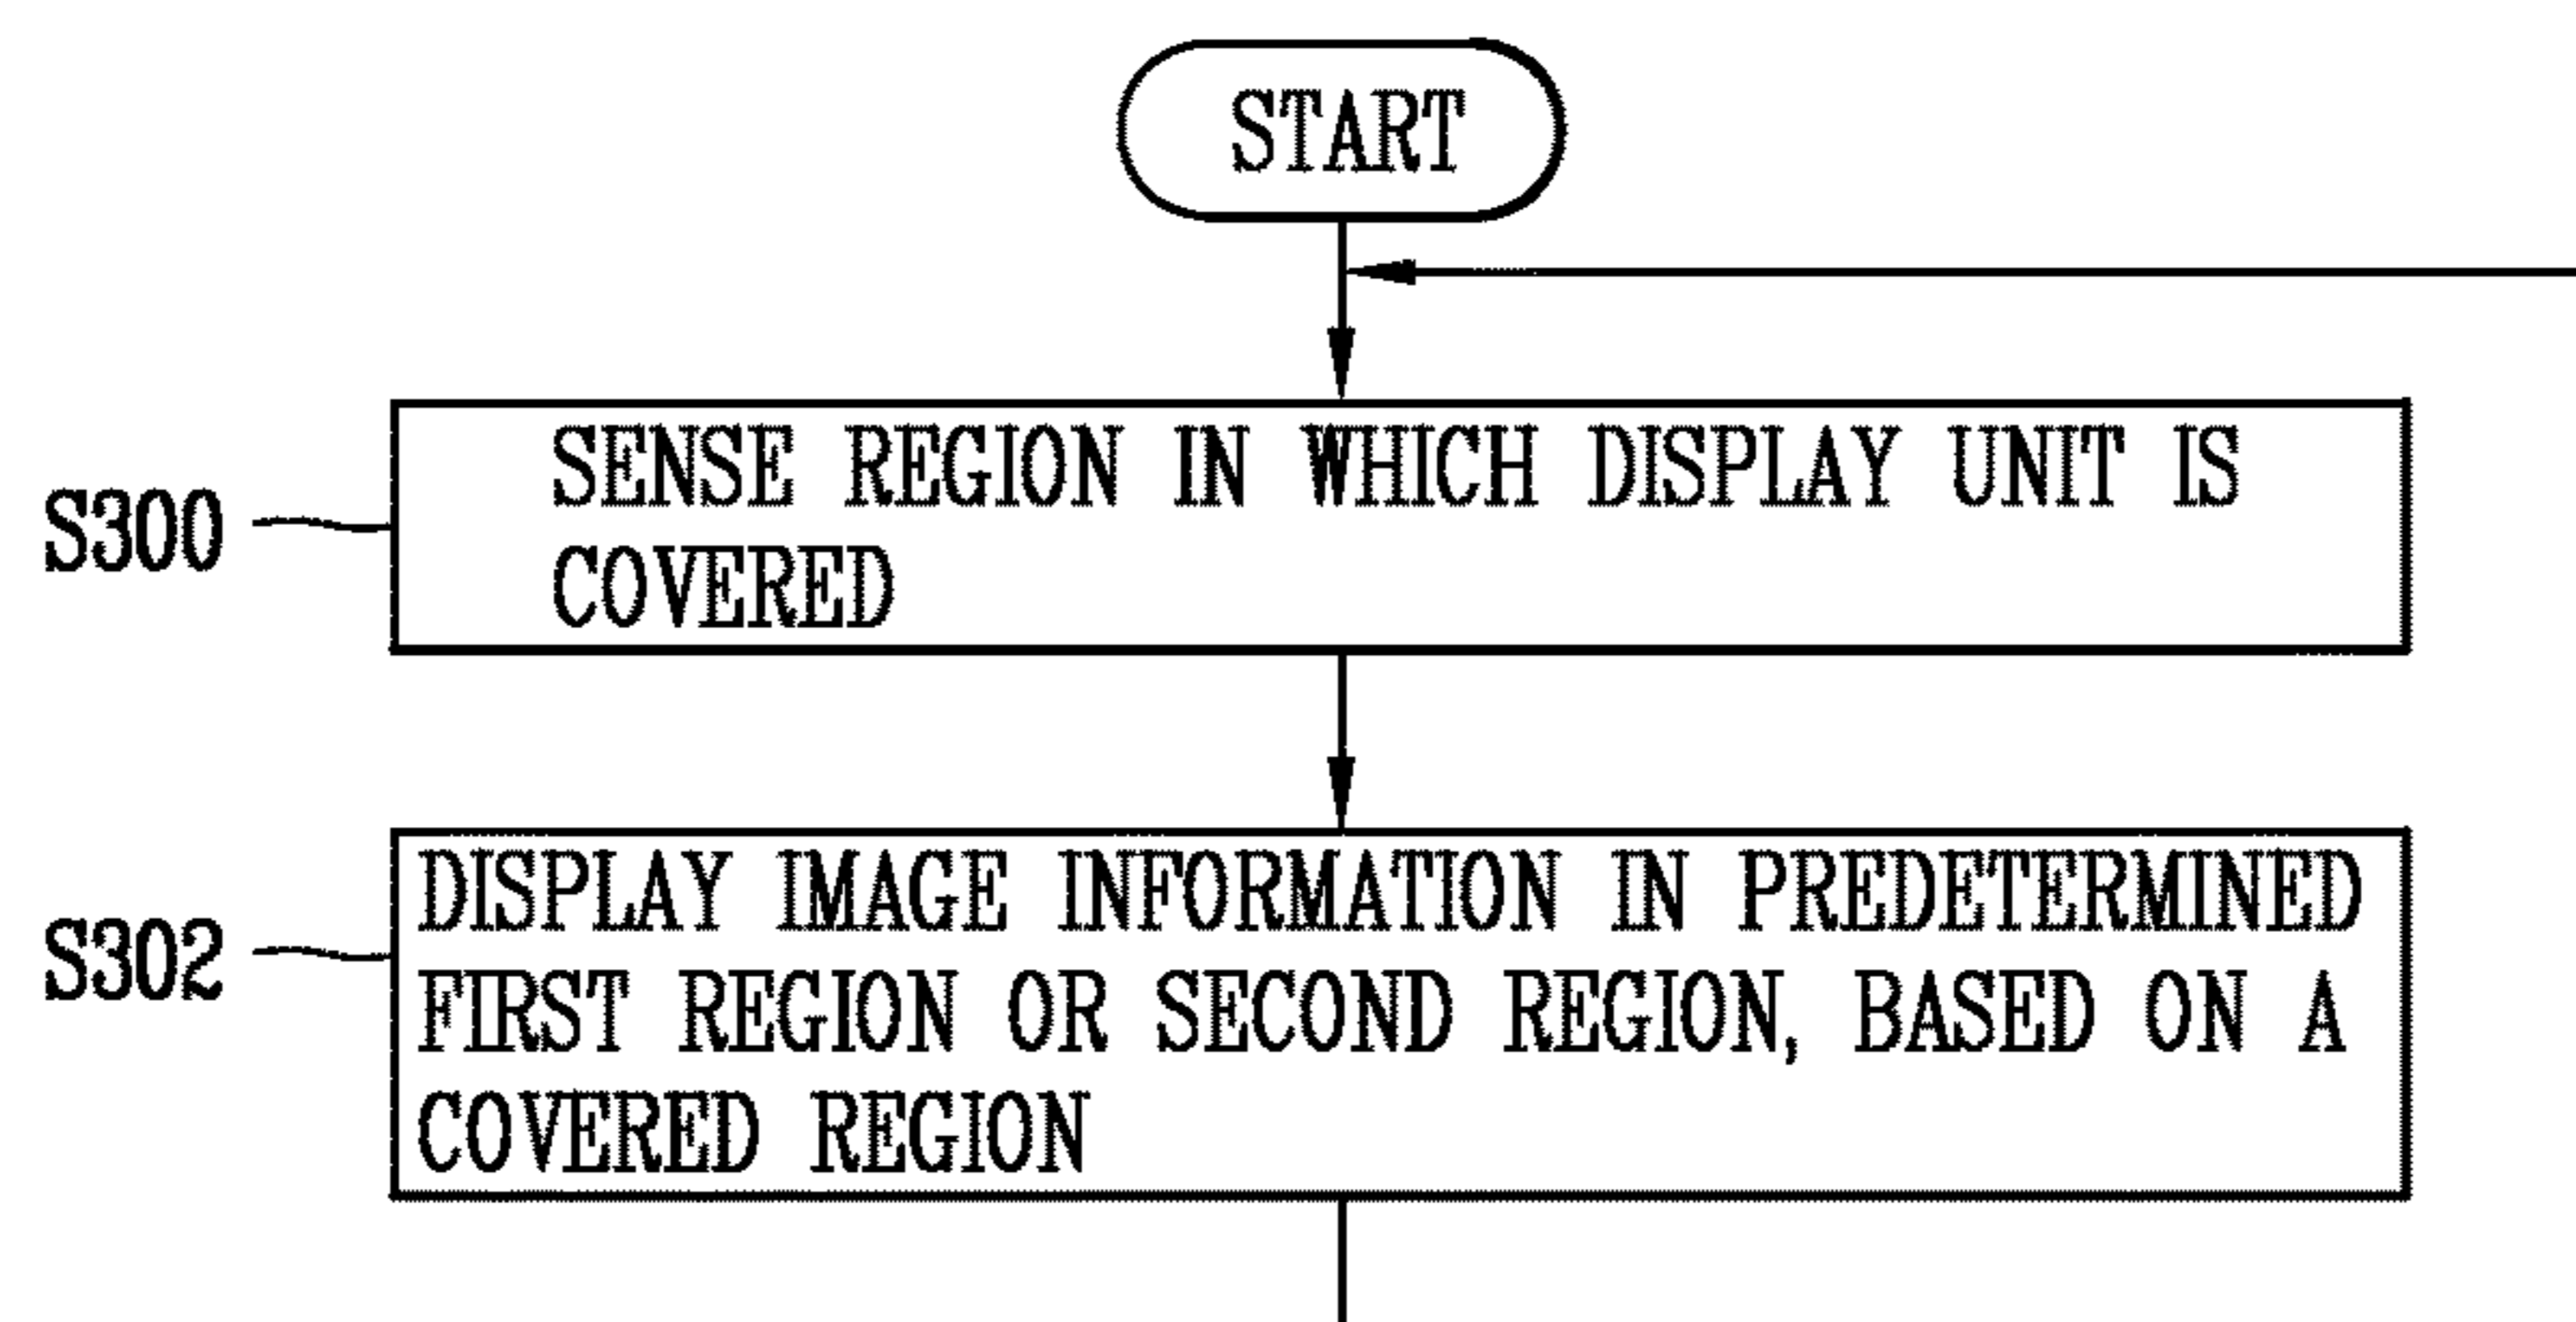 START
S300
SENSE REGION IN WHICH DISPLAY UNIT IS
COVERED
S302
DISPLAY IMAGE INFORMATION IN PREDETERMINED
FIRST REGION OR SECOND REGION, BASED ON A
COVERED REGION